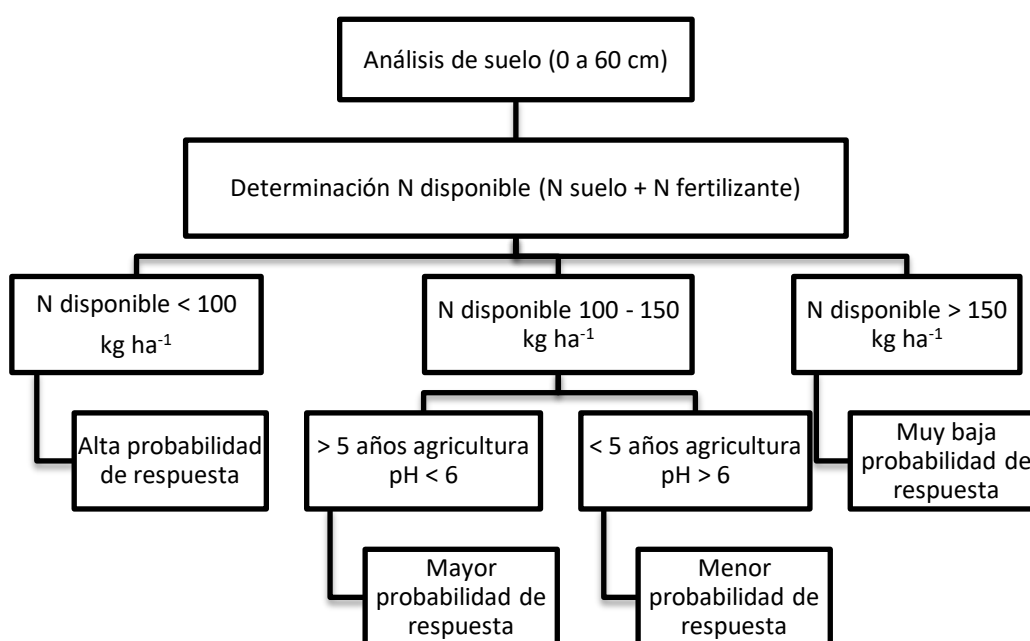 Análisis de suelo (0 a 60 cm)
Determinación N disponible (N suelo + N fertilizante)
N disponible < 100
kg ha⁻¹
Alta probabilidad
de respuesta
N disponible 100 - 150
kg ha⁻¹
> 5 años agricultura
pH < 6
Mayor
probabilidad de
respuesta
< 5 años agricultura
pH > 6
Menor
probabilidad de
respuesta
N disponible > 150
kg ha⁻¹
Muy baja
probabilidad de
respuesta